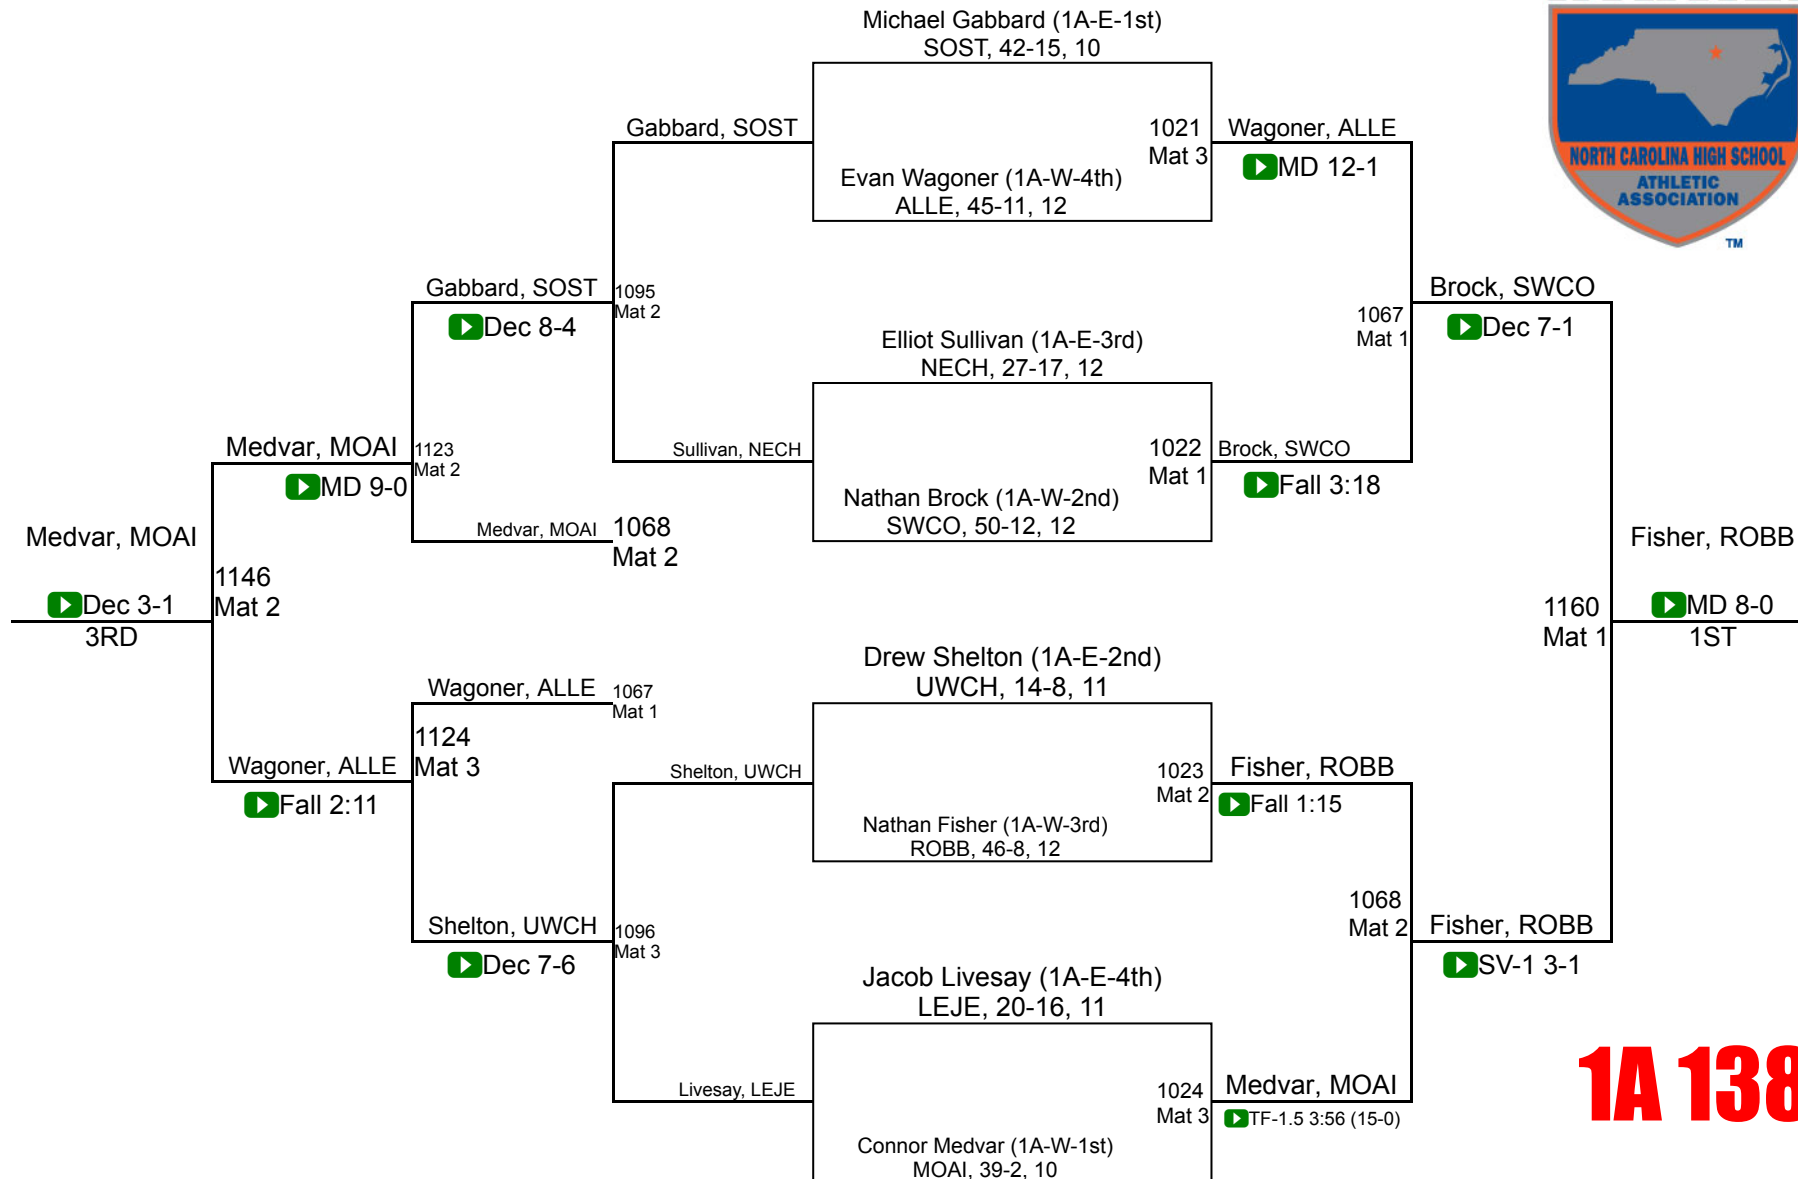 Michael Gabbard (1A-E-1st)
SOST, 42-15, 10
NORTH CAROLINA HIGH SCHOOL
ATHLETIC
ASSOCIATION
TM
Gabbard, SOST
1021
Mat 3
Wagoner, ALLE
MD 12-1
Evan Wagoner (1A-W-4th)
ALLE, 45-11, 12
Gabbard, SOST
Dec 8-4
1095
Mat 2
Brock, SWCO
Dec 7-1
1067
Mat 1
Elliot Sullivan (1A-E-3rd)
NECH, 27-17, 12
Medvar, MOAI
MD 9-0
1123
Mat 2
Sullivan, NECH
1022
Mat 1
Brock, SWCO
Fall 3:18
Nathan Brock (1A-W-2nd)
SWCO, 50-12, 12
Medvar, MOAI
1068
Mat 2
Medvar, MOAI
Dec 3-1
3RD
1146
Mat 2
Fisher, ROBB
MD 8-0
1ST
1160
Mat 1
Drew Shelton (1A-E-2nd)
UWCH, 14-8, 11
Wagoner, ALLE
1067
Mat 1
1124
Mat 3
Wagoner, ALLE
Fall 2:11
Shelton, UWCH
1023
Mat 2
Fisher, ROBB
Fall 1:15
Nathan Fisher (1A-W-3rd)
ROBB, 46-8, 12
Shelton, UWCH
Dec 7-6
1096
Mat 3
1068
Mat 2
Fisher, ROBB
SV-1 3-1
Jacob Livesay (1A-E-4th)
LEJE, 20-16, 11
Livesay, LEJE
1024
Mat 3
Medvar, MOAI
TF-1.5 3:56 (15-0)
Connor Medvar (1A-W-1st)
MOAI, 39-2, 10
1A 138